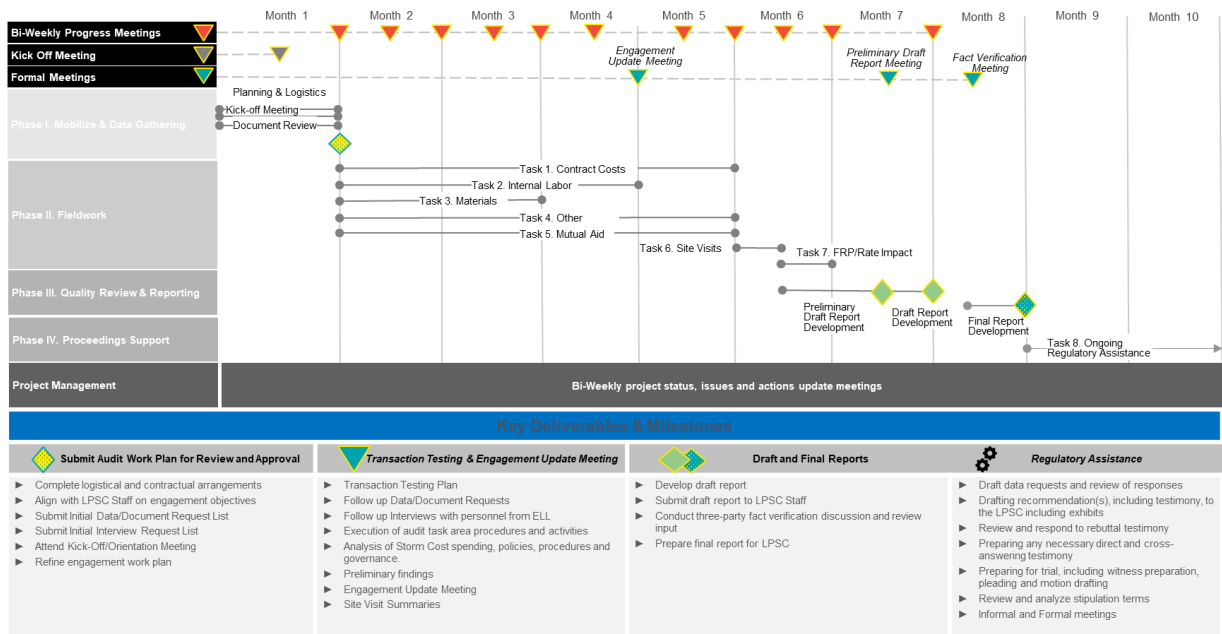 Month 1
Month 2
Month 3
Month 4
Month 5
Month 6
Month 7
Month 8
Month 9
Month 10
Bi-Weekly Progress Meetings
Kick Off Meeting
Formal Meetings
Engagement
Update Meeting
Preliminary Draft
Report Meeting
Fact Verification
Meeting
Phase I. Mobilize & Data Gathering
Planning & Logistics
Kick-off Meeting
Document Review
Phase II. Fieldwork
Task 1. Contract Costs
Task 2. Internal Labor
Task 3. Materials
Task 4. Other
Task 5. Mutual Aid
Task 6. Site Visits
Task 7. FRP/Rate Impact
Phase III. Quality Review & Reporting
Preliminary
Draft Report
Development
Draft Report
Development
Final Report
Development
Phase IV. Proceedings Support
Task 8. Ongoing
Regulatory Assistance
Project Management
Bi-Weekly project status, issues and actions update meetings
Key Deliverables & Milestones
Submit Audit Work Plan for Review and Approval
► Complete logistical and contractual arrangements
► Align with LPSC Staff on engagement objectives
► Submit Initial Data/Document Request List
► Submit Initial Interview Request List
► Attend Kick-Off/Orientation Meeting
► Refine engagement work plan
Transaction Testing & Engagement Update Meeting
► Transaction Testing Plan
► Follow up Data/Document Requests
► Follow up Interviews with personnel from ELL
► Execution of audit task area procedures and activities
► Analysis of Storm Cost spending, policies, procedures and
governance.
► Preliminary findings
► Engagement Update Meeting
► Site Visit Summaries
Draft and Final Reports
► Develop draft report
► Submit draft report to LPSC Staff
► Conduct three-party fact verification discussion and review
input
► Prepare final report for LPSC
Regulatory Assistance
► Draft data requests and review of responses
► Drafting recommendation(s), including testimony, to
the LPSC including exhibits
► Review and respond to rebuttal testimony
► Preparing any necessary direct and cross-
answering testimony
► Preparing for trial, including witness preparation,
pleading and motion drafting
► Review and analyze stipulation terms
► Informal and Formal meetings